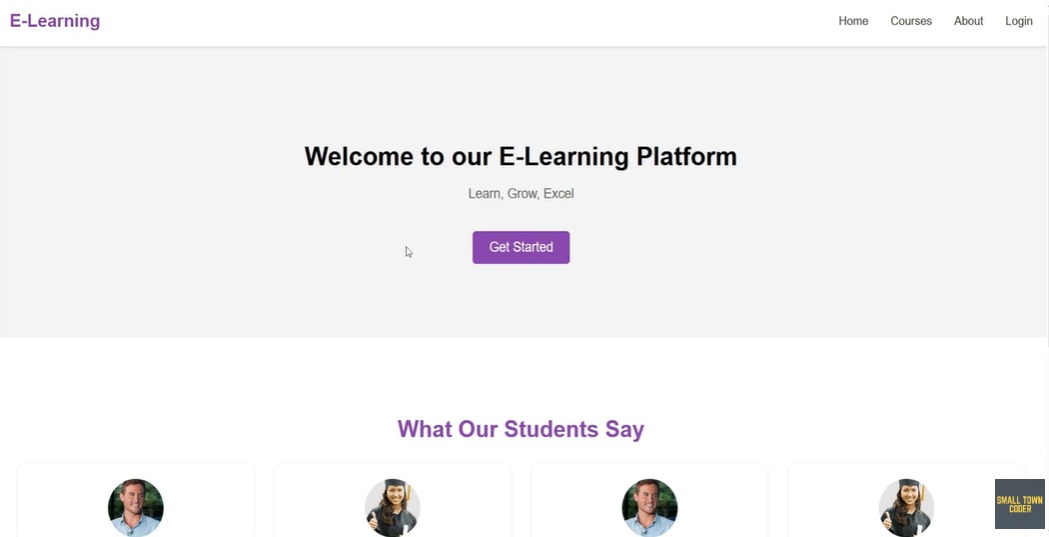 E-Learning
Home Courses About Login
Welcome to our E-Learning Platform
Learn, Grow, Excel
Get Started
What Our Students Say
SMALL TOWN
CODER